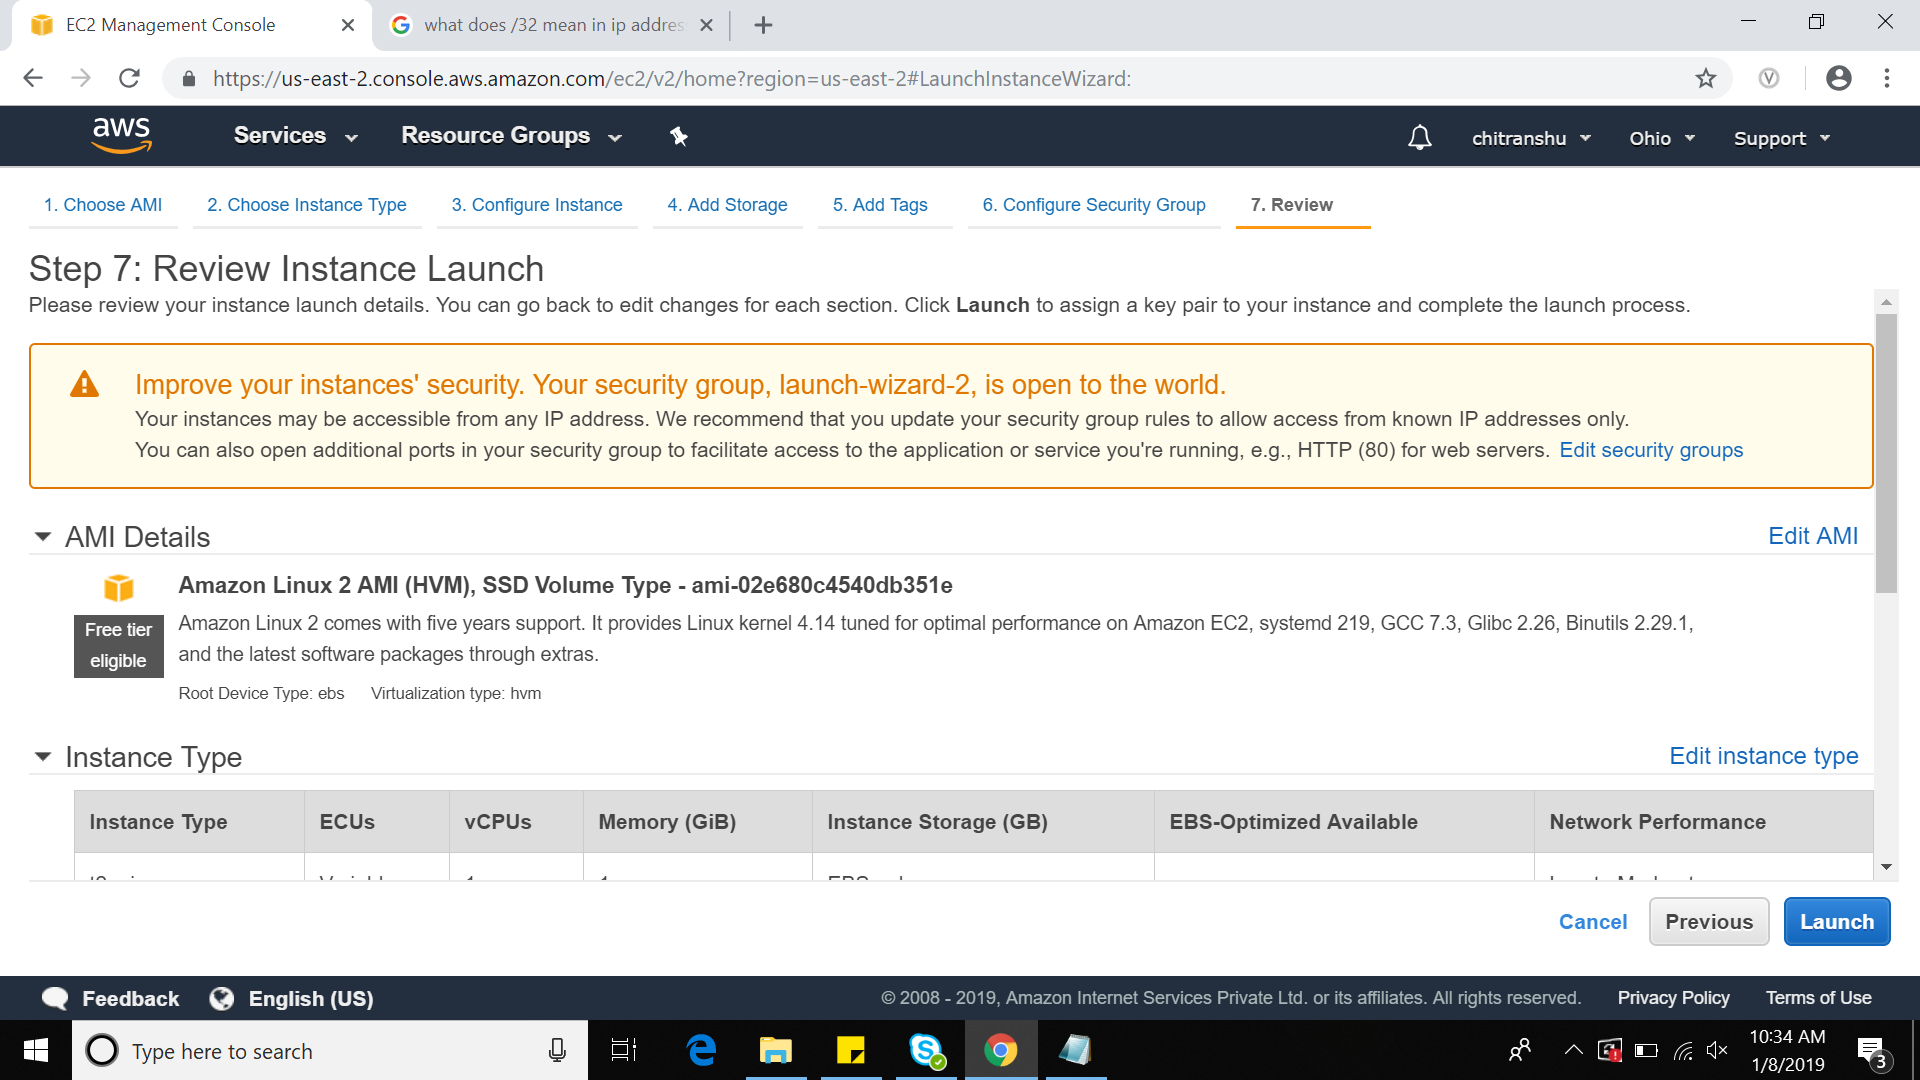 EC2 Management Console
what does /32 mean in ip addres
https://us-east-2.console.aws.amazon.com/ec2/v2/home?region=us-east-2#LaunchInstanceWizard:
aws
Services
Resource Groups
chitranshu
Ohio
Support
1. Choose AMI
2. Choose Instance Type
3. Configure Instance
4. Add Storage
5. Add Tags
6. Configure Security Group
7. Review
Step 7: Review Instance Launch
Please review your instance launch details. You can go back to edit changes for each section. Click Launch to assign a key pair to your instance and complete the launch process.
Improve your instances' security. Your security group, launch-wizard-2, is open to the world.
Your instances may be accessible from any IP address. We recommend that you update your security group rules to allow access from known IP addresses only.
You can also open additional ports in your security group to facilitate access to the application or service you're running, e.g., HTTP (80) for web servers. Edit security groups
AMI Details
Edit AMI
Amazon Linux 2 AMI (HVM), SSD Volume Type - ami-02e680c4540db351e
Free tier
eligible
Amazon Linux 2 comes with five years support. It provides Linux kernel 4.14 tuned for optimal performance on Amazon EC2, systemd 219, GCC 7.3, Glibc 2.26, Binutils 2.29.1,
and the latest software packages through extras.
Root Device Type: ebs Virtualization type: hvm
Instance Type
Edit instance type
Instance Type
ECUs
vCPUs
Memory (GiB)
Instance Storage (GB)
EBS-Optimized Available
Network Performance
Cancel
Previous
Launch
Feedback
English (US)
© 2008 - 2019, Amazon Internet Services Private Ltd. or its affiliates. All rights reserved.
Privacy Policy
Terms of Use
Type here to search
10:34 AM
1/8/2019
3